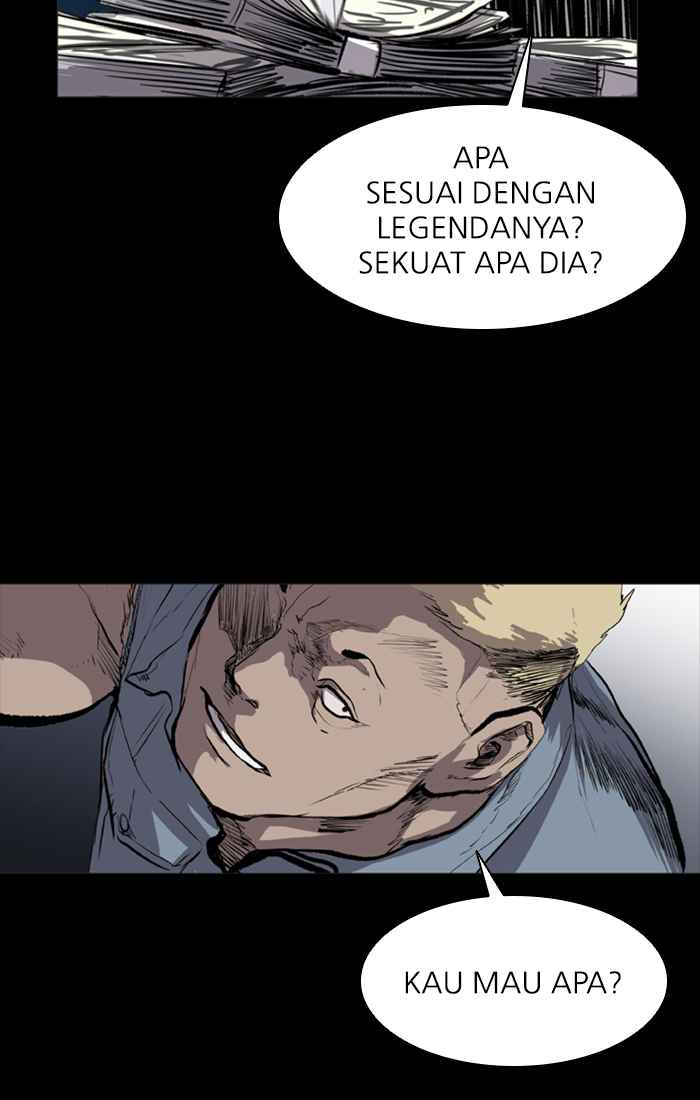 APA
SESUAI DENGAN
LEGENDANYA?
SEKUAT APA DIA?
KAU MAU APA?